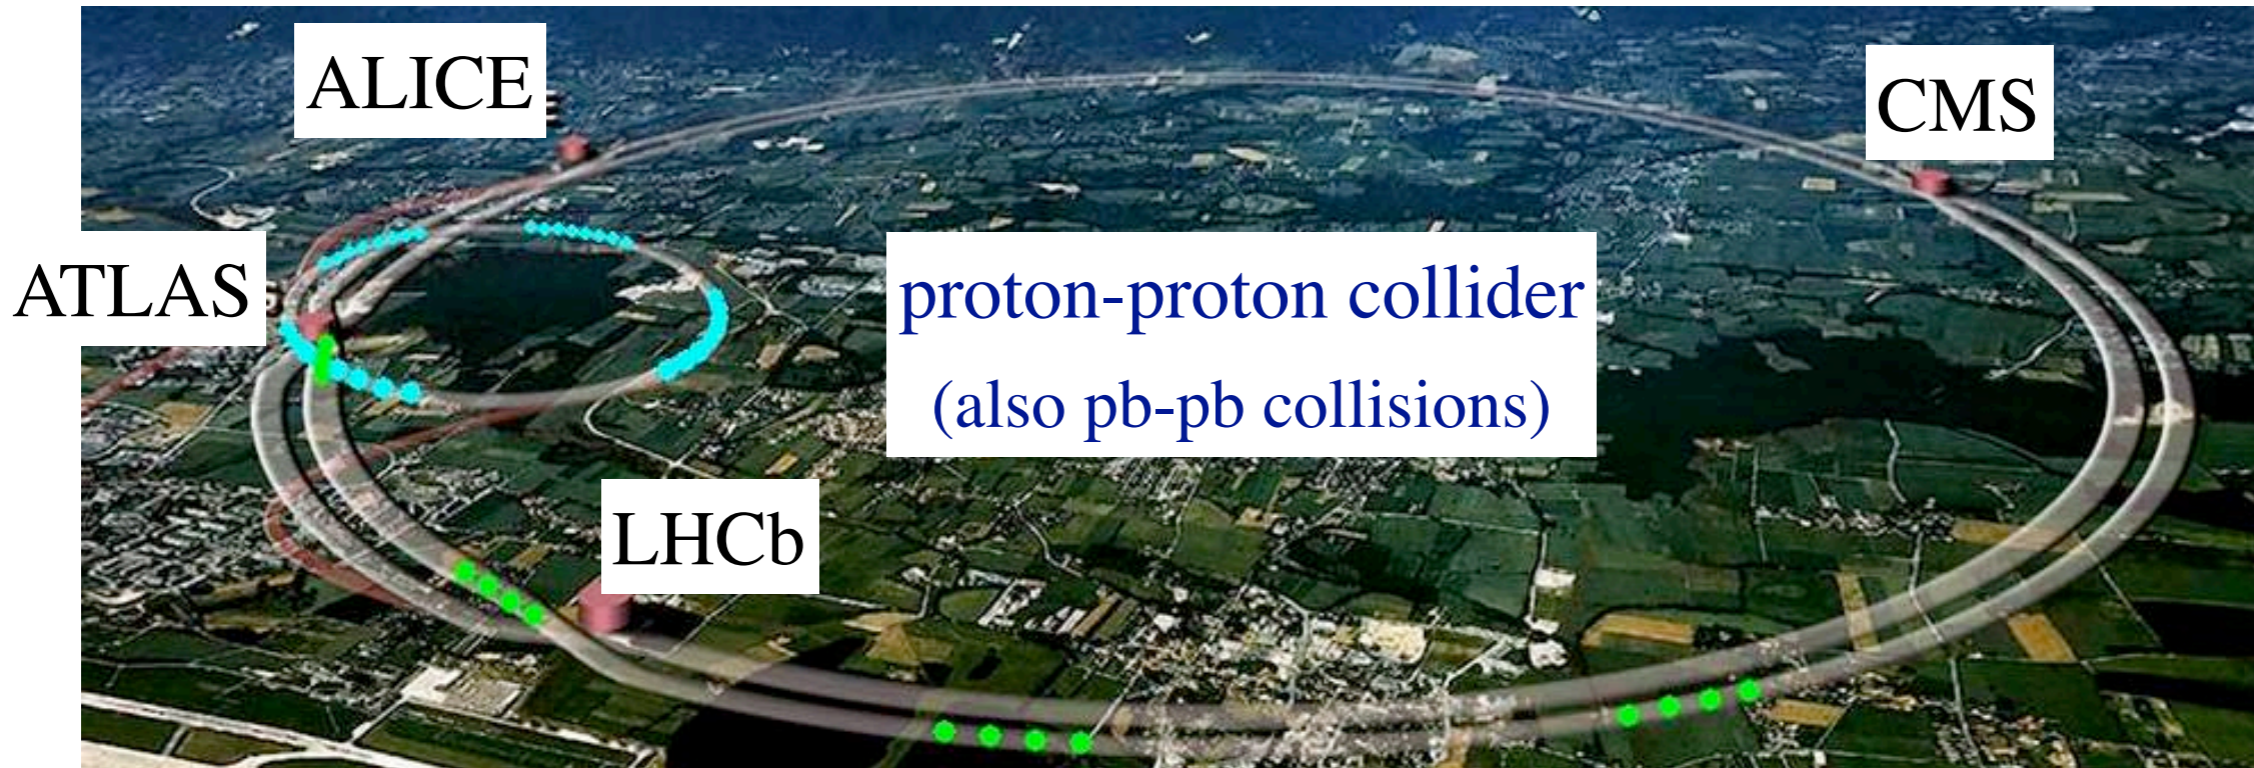 ALICE
CMS
ATLAS
proton-proton collider
(also pb-pb collisions)
LHCb